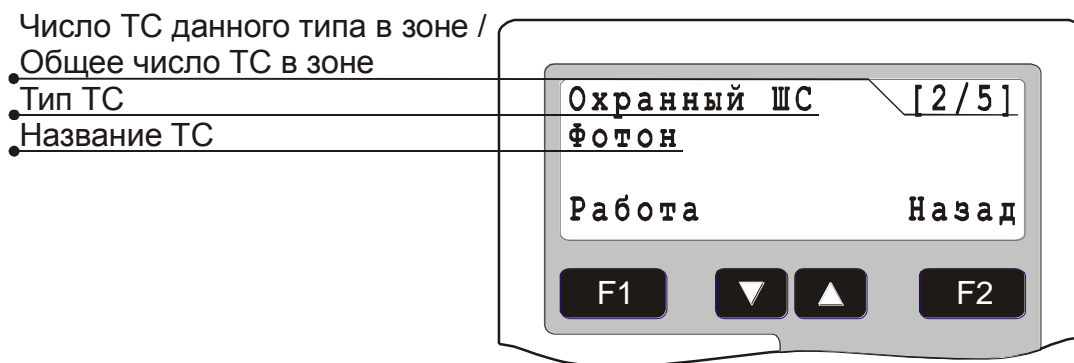 Число ТС данного типа в зоне /
Общее число ТС в зоне
Тип ТС
Название ТС
Охранный ШС [2/5]
Фотон
Работа Назад
F1 ▼ ▲ F2